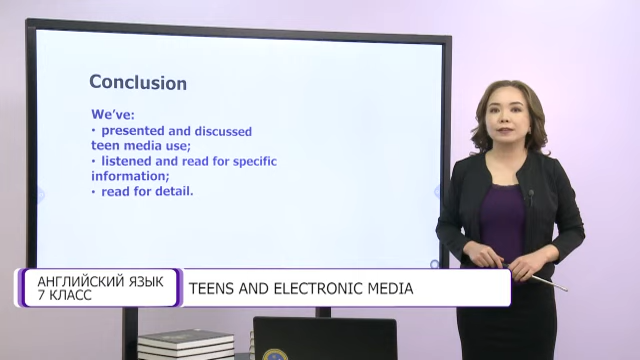 Conclusion
We’ve:
• presented and discussed
teen media use;
• listened and read for specific
information;
• read for detail.
АНГЛИЙСКИЙ ЯЗЫК
7 КЛАСС
TEENS AND ELECTRONIC MEDIA